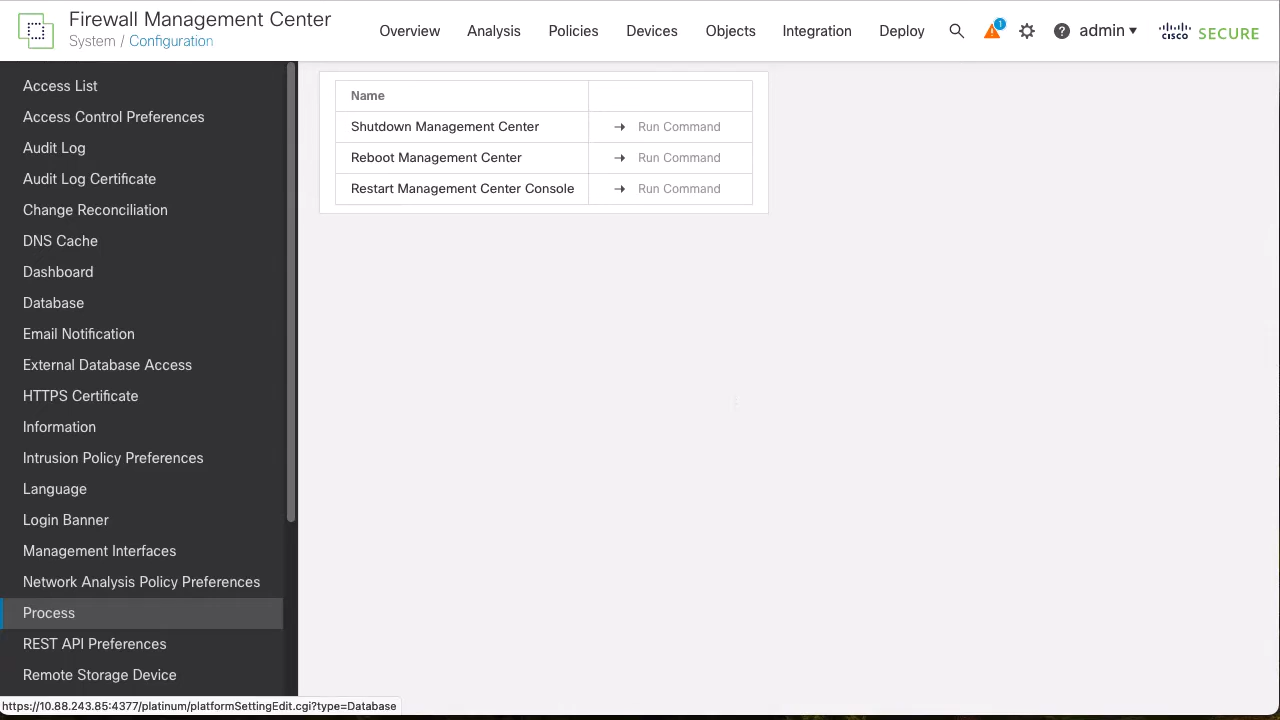 Firewall Management Center
System / Configuration
Overview
Analysis
Policies
Devices
Objects
Integration
Deploy
1
admin
CISCO SECURE
Access List
Access Control Preferences
Audit Log
Audit Log Certificate
Change Reconciliation
DNS Cache
Dashboard
Database
Email Notification
External Database Access
HTTPS Certificate
Information
Intrusion Policy Preferences
Language
Login Banner
Management Interfaces
Network Analysis Policy Preferences
Process
REST API Preferences
Remote Storage Device
Name
Shutdown Management Center → Run Command
Reboot Management Center → Run Command
Restart Management Center Console → Run Command
https://10.88.243.85:4377/platinum/platformSettingEdit.cgi?type=Database